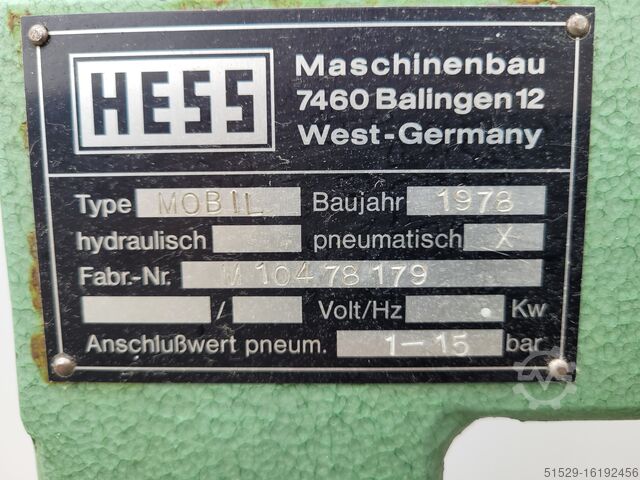 HESS
Maschinenbau
7460 Balingen 12
West-Germany
Type MOBIL Baujahr 1978
hydraulisch pneumatisch X
Fabr.-Nr. M 104 78 179
/ Volt/Hz . Kw
Anschlußwert pneum. 1-15 bar
51529-16192456